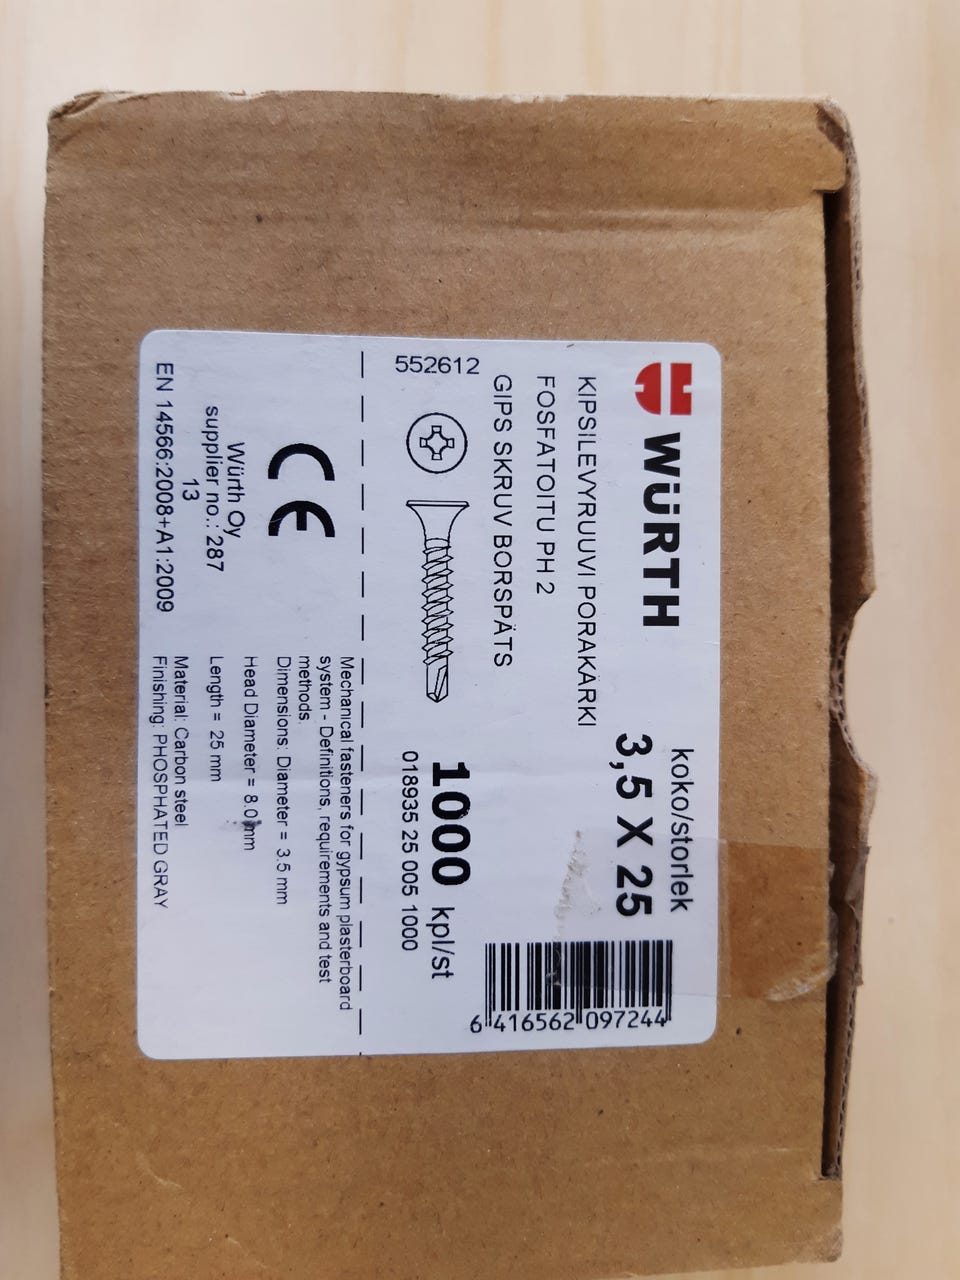 WÜRTH
koko/storlek
3,5 X 25
KIPSILEVYRUUVI PORAKÄRKI
FOSFATOITU PH 2
GIPS SKRUV BORSPÄTS
6 416562 097244
552612
1000 kpl/st
018935 25 005 1000
CE
Würth Oy
supplier no.: 287
13
EN 14566:2008+A1:2009
Mechanical fasteners for gypsum plasterboard
system - Definitions, requirements and test
methods.
Dimensions: Diameter = 3.5 mm
Head Diameter = 8.0 mm
Length = 25 mm
Material: Carbon steel
Finishing: PHOSPHATED GRAY